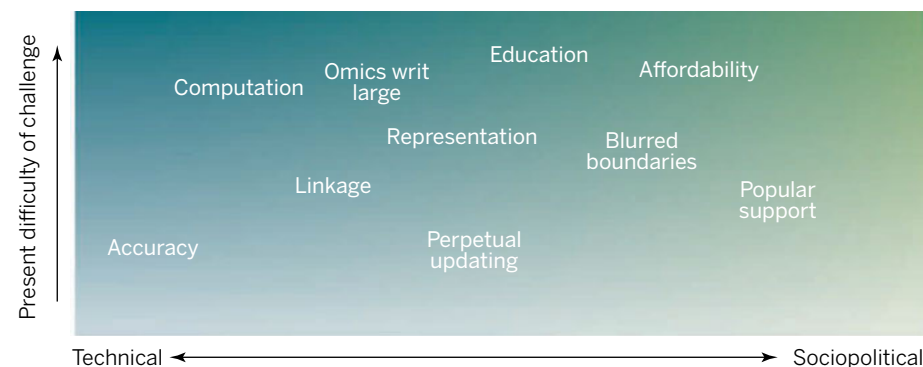 Present difficulty of challenge
Education
Omics writ
large
Affordability
Computation
Representation
Blurred
boundaries
Linkage
Popular
support
Accuracy
Perpetual
updating
Technical
Sociopolitical